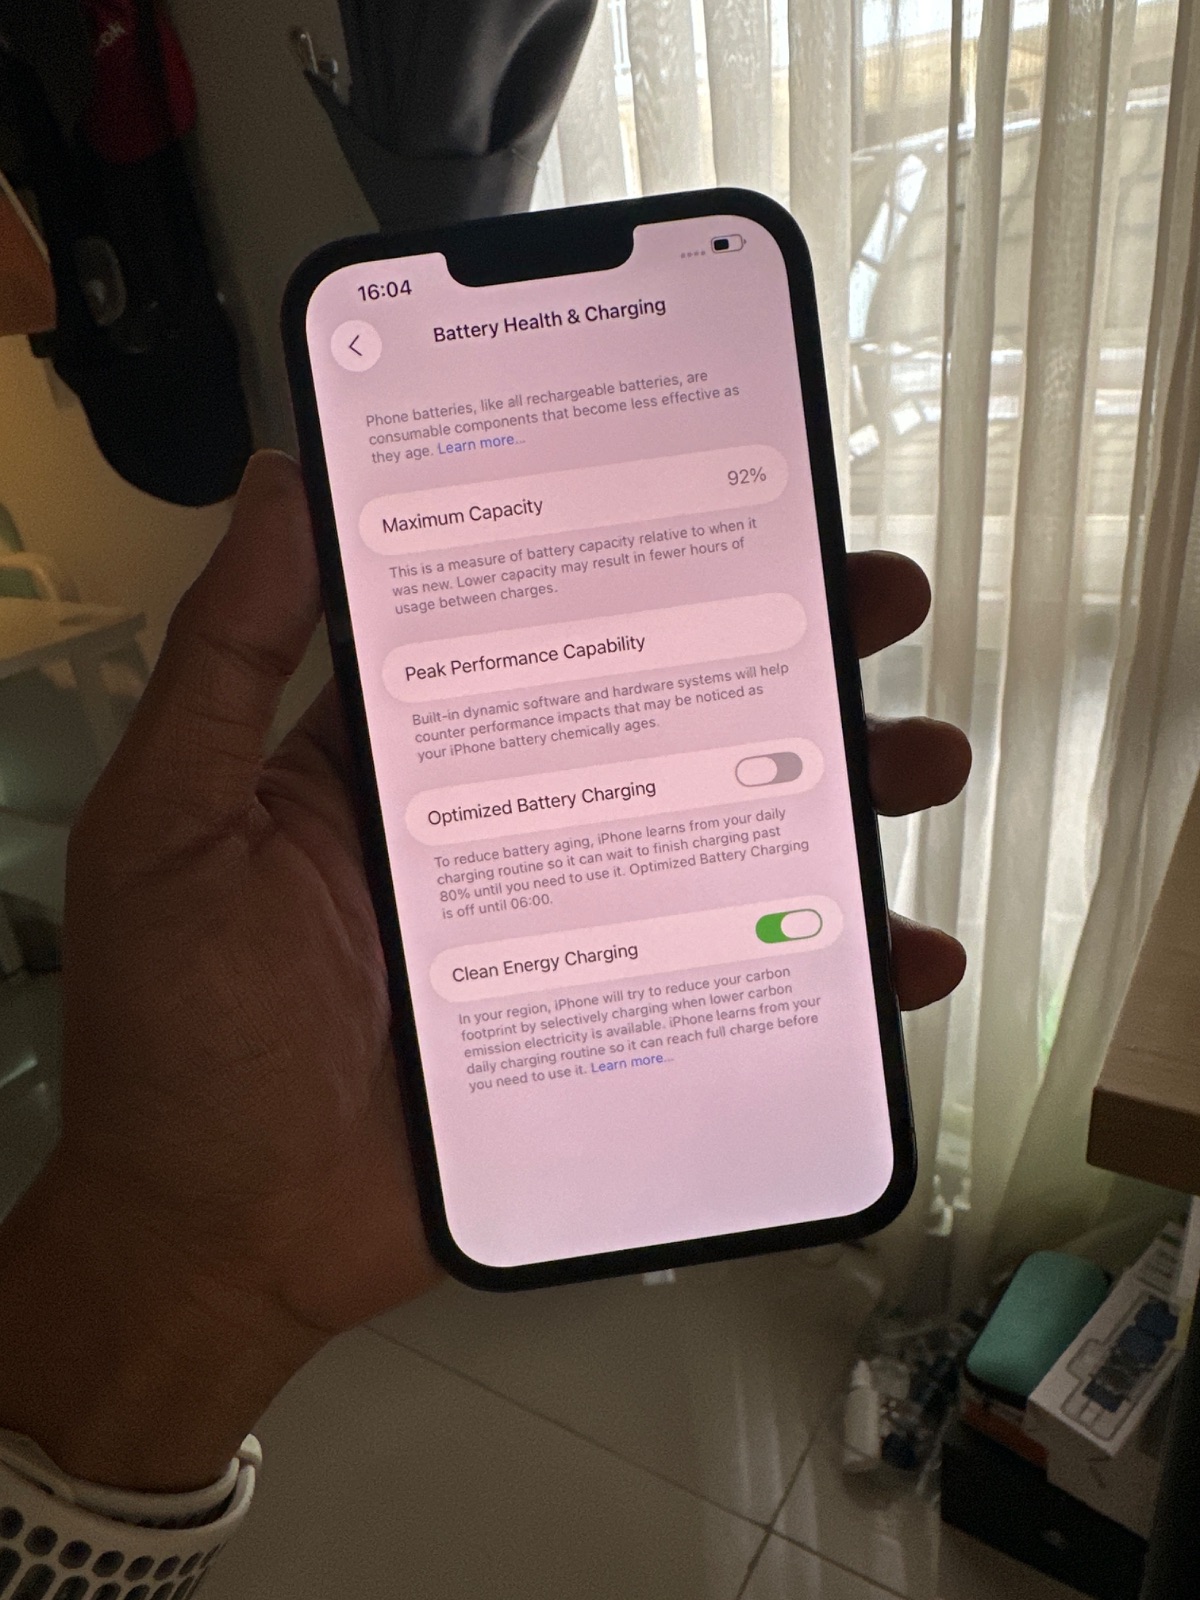 16:04
Battery Health & Charging
Phone batteries, like all rechargeable batteries, are
consumable components that become less effective as
they age. Learn more...
Maximum Capacity 92%
This is a measure of battery capacity relative to when it
was new. Lower capacity may result in fewer hours of
usage between charges.
Peak Performance Capability
Built-in dynamic software and hardware systems will help
counter performance impacts that may be noticed as
your iPhone battery chemically ages.
Optimized Battery Charging
To reduce battery aging, iPhone learns from your daily
charging routine so it can wait to finish charging past
80% until you need to use it. Optimized Battery Charging
is off until 06:00.
Clean Energy Charging
In your region, iPhone will try to reduce your carbon
footprint by selectively charging when lower carbon
emission electricity is available. iPhone learns from your
daily charging routine so it can reach full charge before
you need to use it. Learn more...